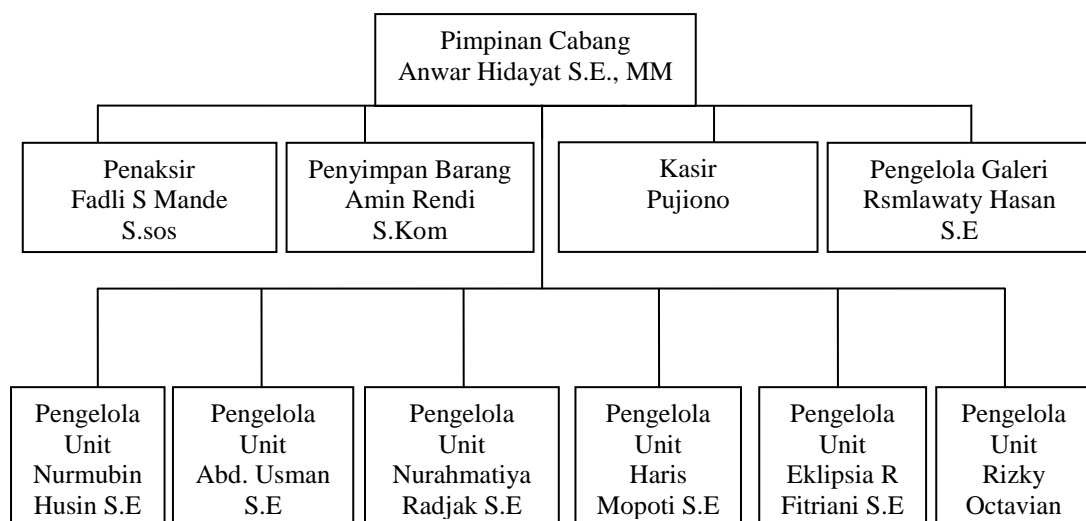 Pimpinan Cabang
Anwar Hidayat S.E., MM
Penaksir
Fadli S Mande
S.sos
Penyimpan Barang
Amin Rendi
S.Kom
Kasir
Pujiono
Pengelola Galeri
Rsmlawaty Hasan
S.E
Pengelola
Unit
Nurmubin
Husin S.E
Pengelola
Unit
Abd. Usman
S.E
Pengelola
Unit
Nurahmatiya
Radjak S.E
Pengelola
Unit
Haris
Mopoti S.E
Pengelola
Unit
Eklipsia R
Fitriani S.E
Pengelola
Unit
Rizky
Octavian